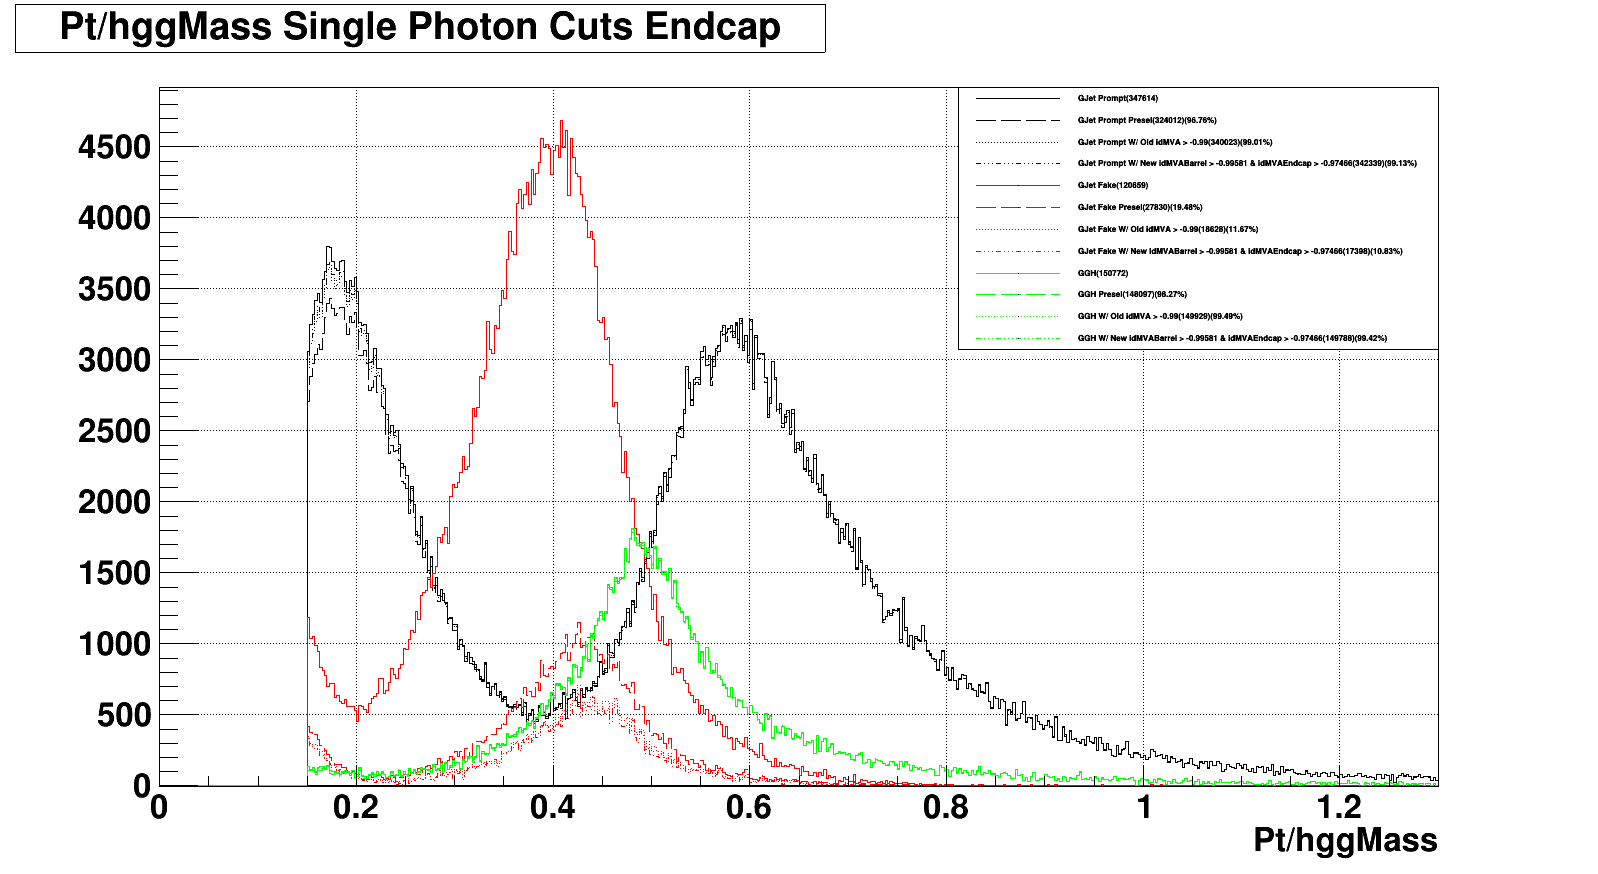 Pt/hggMass Single Photon Cuts Endcap
GJet Prompt(347614)
GJet Prompt Presel(324012)(96.76%)
GJet Prompt W/ Old idMVA > -0.99(340023)(99.01%)
GJet Prompt W/ New idMVABarrel > -0.99581 & idMVAEndcap > -0.97466(342339)(99.13%)
GJet Fake(120659)
GJet Fake Presel(27830)(19.48%)
GJet Fake W/ Old idMVA > -0.99(18628)(11.67%)
GJet Fake W/ New idMVABarrel > -0.99581 & idMVAEndcap > -0.97466(17398)(10.83%)
GGH(150772)
GGH Presel(148097)(98.27%)
GGH W/ Old idMVA > -0.99(149929)(99.49%)
GGH W/ New idMVABarrel > -0.99581 & idMVAEndcap > -0.97466(149788)(99.42%)
4500
4000
3500
3000
2500
2000
1500
1000
500
0
0 0.2 0.4 0.6 0.8 1 1.2
Pt/hggMass